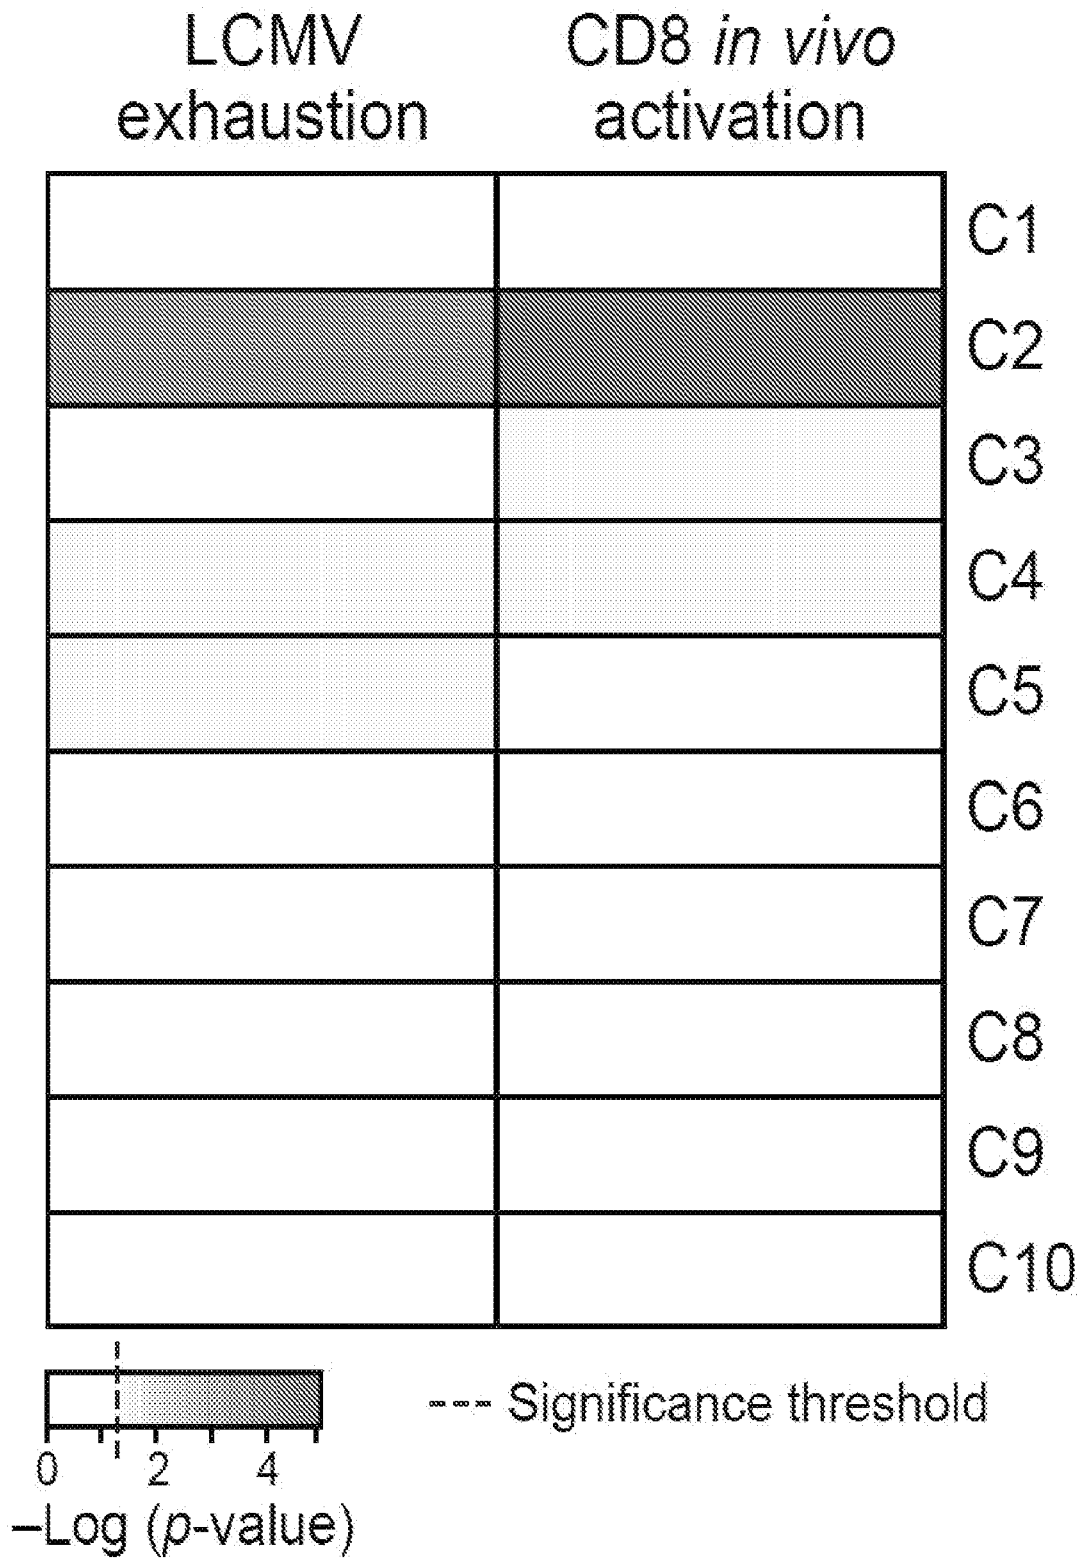 LCMV exhaustion
CD8 in vivo activation
C1
C2
C3
C4
C5
C6
C7
C8
C9
C10
0 2 4
--- Significance threshold
–Log (p-value)